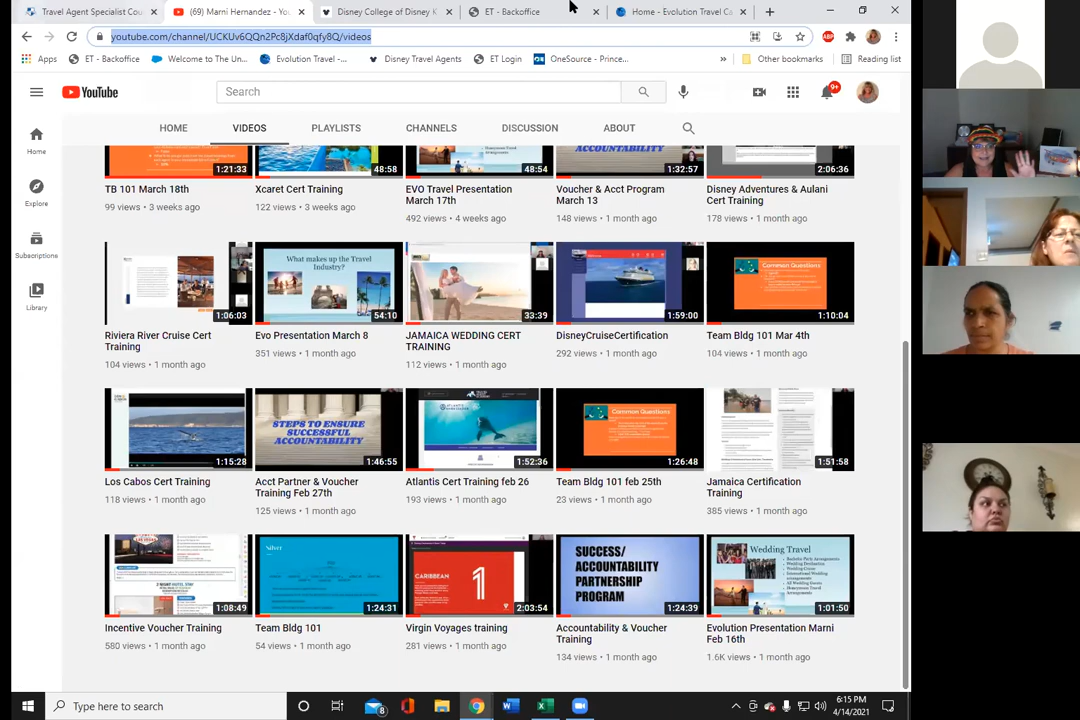 Travel Agent Specialist Cou
(69) Marni Hernandez - You
Disney College of Disney K
ET - Backoffice
Home - Evolution Travel Ca
youtube.com/channel/UCKUv6QQn2Pc8jXdaf0qfy8Q/videos
ABP
Apps
ET - Backoffice
Welcome to The Un...
Evolution Travel -...
Disney Travel Agents
ET Login
OneSource - Prince...
»
Other bookmarks
Reading list
YouTube
Search
9+
HOME
VIDEOS
PLAYLISTS
CHANNELS
DISCUSSION
ABOUT
Home
Explore
Subscriptions
Library
1:21:33
48:58
48:54
ACCOUNTABILITY
1:32:57
2:06:36
TB 101 March 18th
99 views • 3 weeks ago
Xcaret Cert Training
122 views • 3 weeks ago
EVO Travel Presentation
March 17th
492 views • 4 weeks ago
Voucher & Acct Program
March 13
148 views • 1 month ago
Disney Adventures & Aulani
Cert Training
178 views • 1 month ago
1:06:03
What makes up the Travel
Industry?
54:10
33:39
1:59:00
Common Questions
1:10:04
Riviera River Cruise Cert
Training
104 views • 1 month ago
Evo Presentation March 8
351 views • 1 month ago
JAMAICA WEDDING CERT
TRAINING
112 views • 1 month ago
DisneyCruiseCertification
292 views • 1 month ago
Team Bldg 101 Mar 4th
104 views • 1 month ago
1:15:28
STEPS TO ENSURE
SUCCESSFUL
ACCOUNTABILITY
1:46:55
1:52:36
Common Questions
1:26:48
1:51:58
Los Cabos Cert Training
118 views • 1 month ago
Acct Partner & Voucher
Training Feb 27th
125 views • 1 month ago
Atlantis Cert Training feb 26
193 views • 1 month ago
Team Bldg 101 feb 25th
23 views • 1 month ago
Jamaica Certification
Training
385 views • 1 month ago
1:08:49
Silver
1:24:31
CARIBBEAN
1
2:03:54
SUCCESS/
ACCOUNTABILITY
PARTNERSHIP
PROGRAM
1:24:39
Wedding Travel
1:01:50
Incentive Voucher Training
580 views • 1 month ago
Team Bldg 101
54 views • 1 month ago
Virgin Voyages training
281 views • 1 month ago
Accountability & Voucher
Training
134 views • 1 month ago
Evolution Presentation Marni
Feb 16th
1.6K views • 1 month ago
Type here to search
8
6:15 PM
4/14/2021